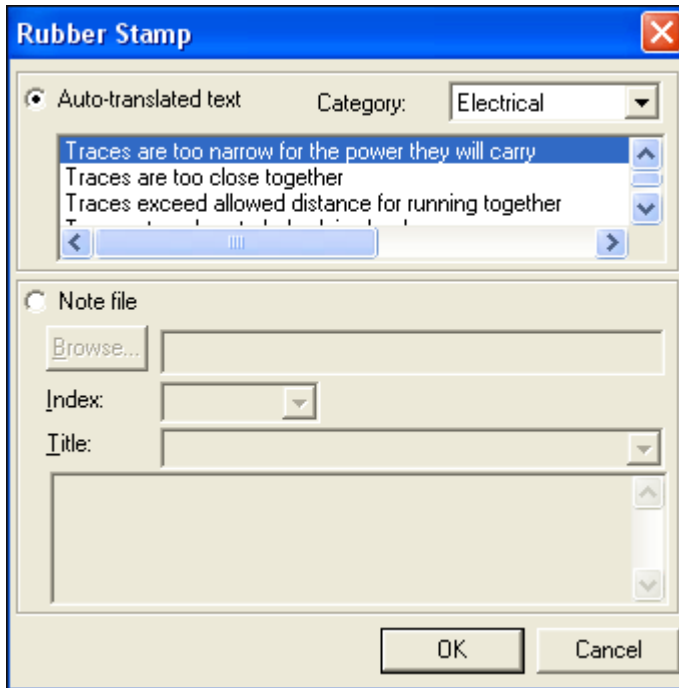 Rubber Stamp
Auto-translated text Category: Electrical
Traces are too narrow for the power they will carry
Traces are too close together
Traces exceed allowed distance for running together
Note file
Browse...
Index:
Title:
OK Cancel